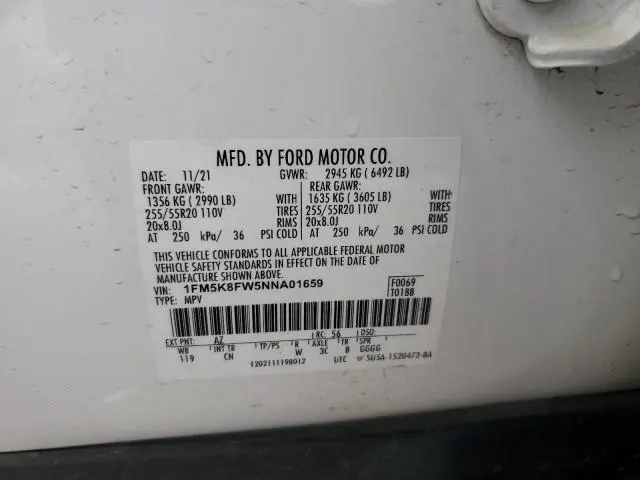 MFD. BY FORD MOTOR CO.
DATE: 11/21 GVWR: 2945 KG ( 6492 LB)
FRONT GAWR: REAR GAWR:
1356 KG ( 2990 LB) WITH 1635 KG ( 3605 LB) WITH
255/55R20 110V TIRES 255/55R20 110V TIRES
20x8.0J RIMS 20x8.0J RIMS
AT 250 kPa/ 36 PSI COLD AT 250 kPa/ 36 PSI COLD
THIS VEHICLE CONFORMS TO ALL APPLICABLE FEDERAL MOTOR
VEHICLE SAFETY STANDARDS IN EFFECT ON THE DATE OF
MANUFACTURE SHOWN ABOVE.
VIN: 1FM5K8FW5NNA01659 F0069
TYPE: MPV T0188
EXT PNT: AZ RC: 56 DSO:
WB INT TR TP/PS R AXLE TR SPR
119 CN W 3C B GGGG
120211119B012 UTC 5USA-1520472-BA